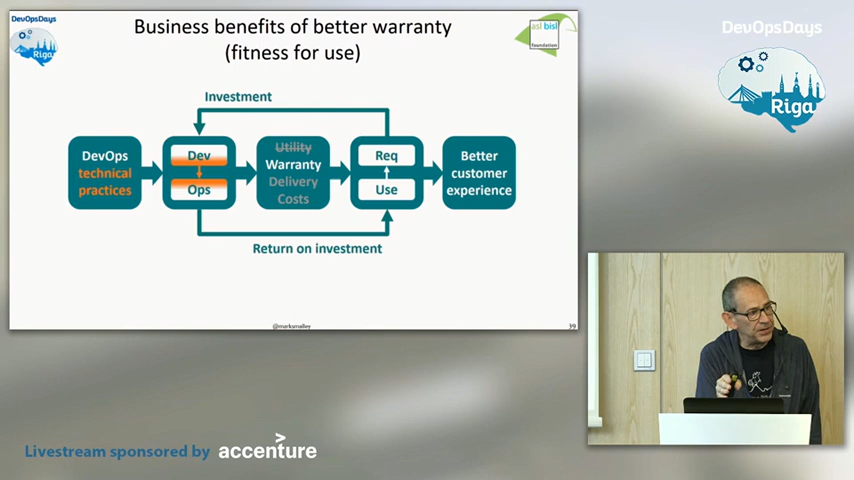 DevOpsDays
Riga
Business benefits of better warranty
(fitness for use)
asl bisl
foundation
Investment
DevOps
technical
practices
Dev
Ops
Utility
Warranty
Delivery
Costs
Req
Use
Better
customer
experience
Return on investment
@marksmalley
39
DevOpsDays
Riga
Livestream sponsored by accenture